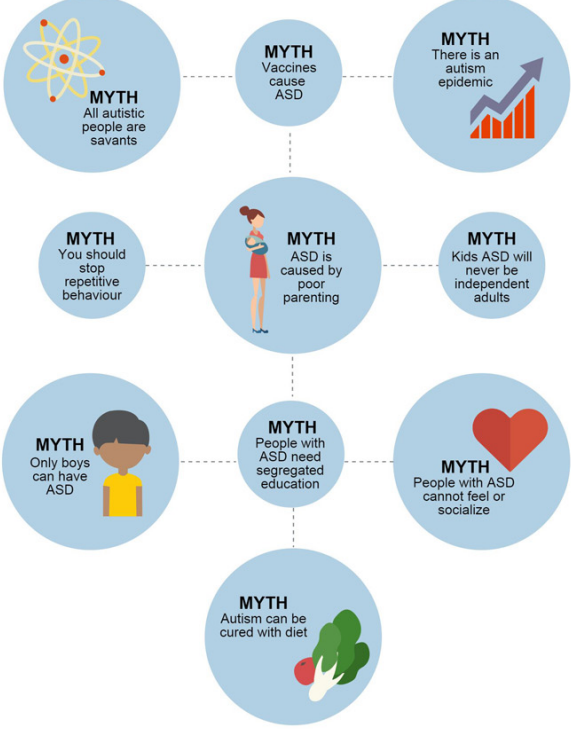 MYTH
All autistic
people are
savants
MYTH
Vaccines
cause
ASD
MYTH
There is an
autism
epidemic
MYTH
You should
stop
repetitive
behaviour
MYTH
ASD is
caused by
poor
parenting
MYTH
Kids ASD will
never be
independent
adults
MYTH
Only boys
can have
ASD
MYTH
People with
ASD need
segregated
education
MYTH
People with ASD
cannot feel or
socialize
MYTH
Autism can be
cured with diet